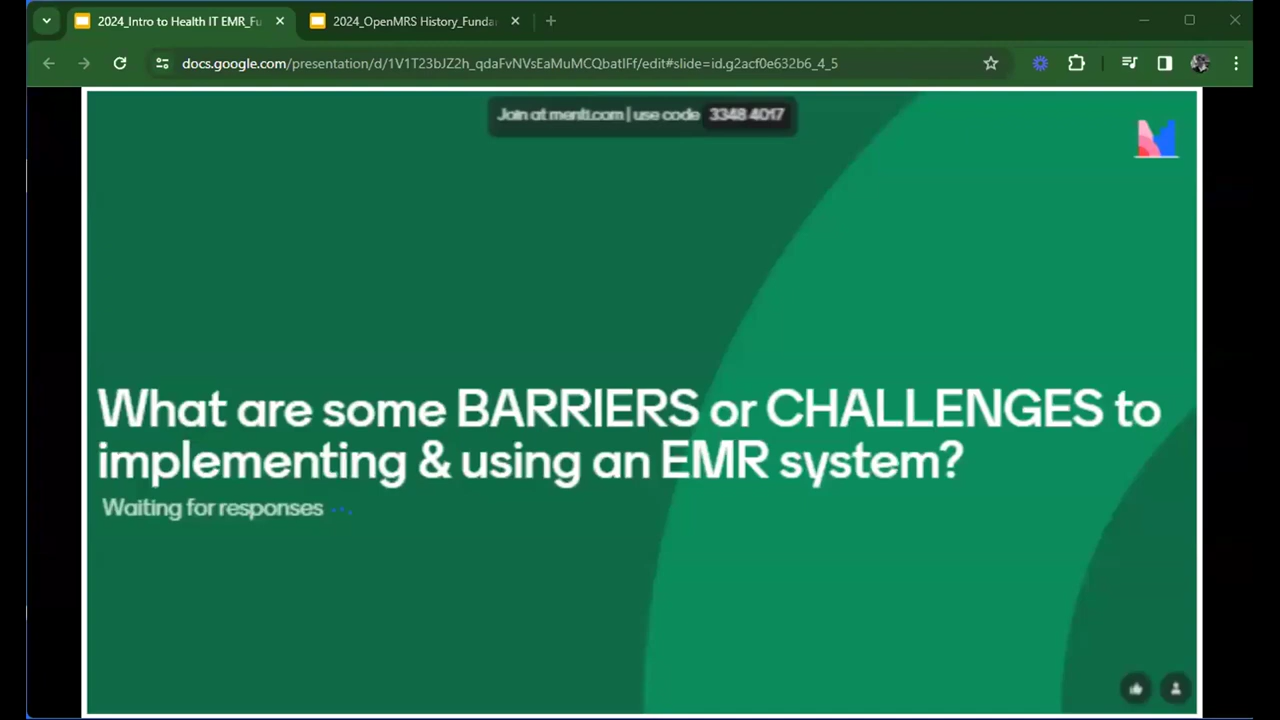 2024_Intro to Health IT EMR_Fu
2024_OpenMRS History_Funda
docs.google.com/presentation/d/1V1T23bJZ2h_qdaFvNVsEaMuMCQbatlFf/edit#slide=id.g2acf0e632b6_4_5
Join at menti.com | use code 3348 4017
What are some BARRIERS or CHALLENGES to
implementing & using an EMR system?
Waiting for responses